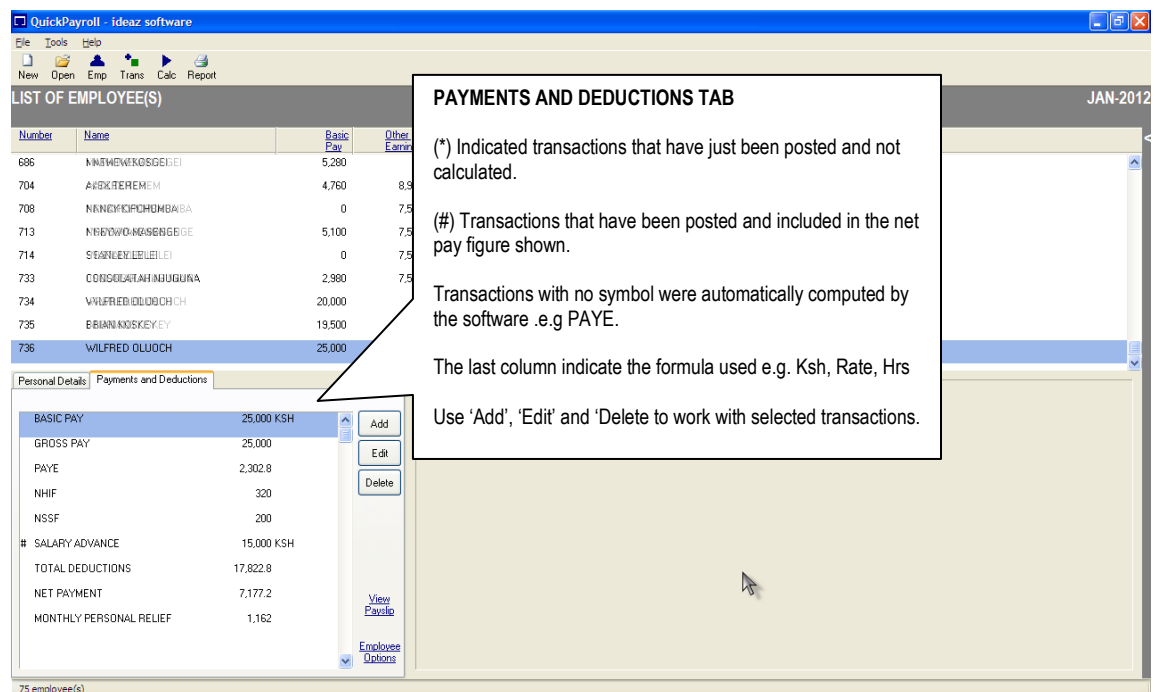 QuickPayroll - ideaz software
File Tools Help
New Open Emp Trans Calc Report
LIST OF EMPLOYEE(S)
JAN-2012
Number Name Basic Pay Other Earnin
686 5,280
704 4,760 8,9
708 0 7,5
713 5,100 7,5
714 0 7,5
733 2,980 7,5
734 20,000
735 19,500
736 WILFRED OLUOCH 25,000
PAYMENTS AND DEDUCTIONS TAB
(*) Indicated transactions that have just been posted and not
calculated.
(#) Transactions that have been posted and included in the net
pay figure shown.
Transactions with no symbol were automatically computed by
the software .e.g PAYE.
The last column indicate the formula used e.g. Ksh, Rate, Hrs
Use ‘Add’, ‘Edit’ and ‘Delete to work with selected transactions.
Personal Details Payments and Deductions
BASIC PAY 25,000 KSH
GROSS PAY 25,000
PAYE 2,302.8
NHIF 320
NSSF 200
# SALARY ADVANCE 15,000 KSH
TOTAL DEDUCTIONS 17,822.8
NET PAYMENT 7,177.2
MONTHLY PERSONAL RELIEF 1,162
Add
Edit
Delete
View
Payslip
Employee
Options
75 employee(s)